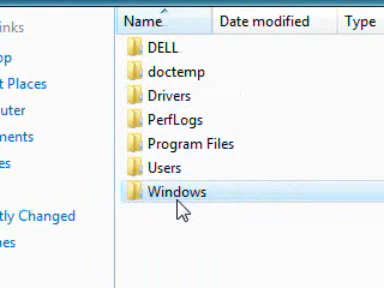 Name Date modified Type
inks
op
t Places
uter
ments
es
tly Changed
hes
DELL
doctemp
Drivers
PerfLogs
Program Files
Users
Windows